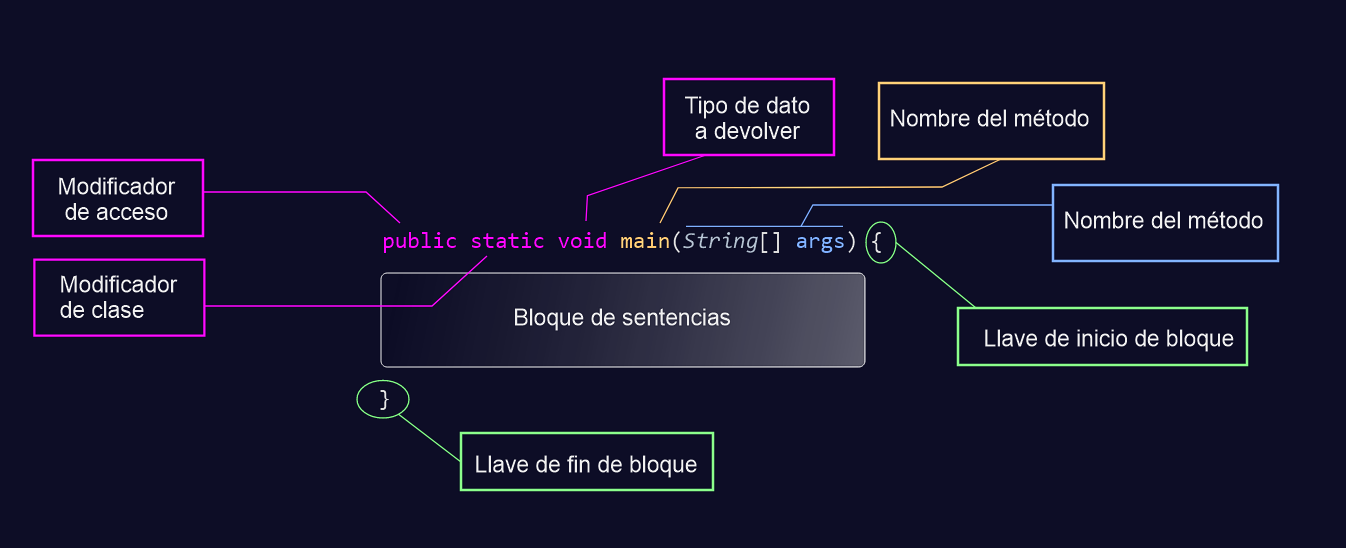 Tipo de dato
a devolver
Nombre del método
Modificador
de acceso
Nombre del método
public static void main(String[] args) {
Modificador
de clase
Bloque de sentencias
Llave de inicio de bloque
}
Llave de fin de bloque